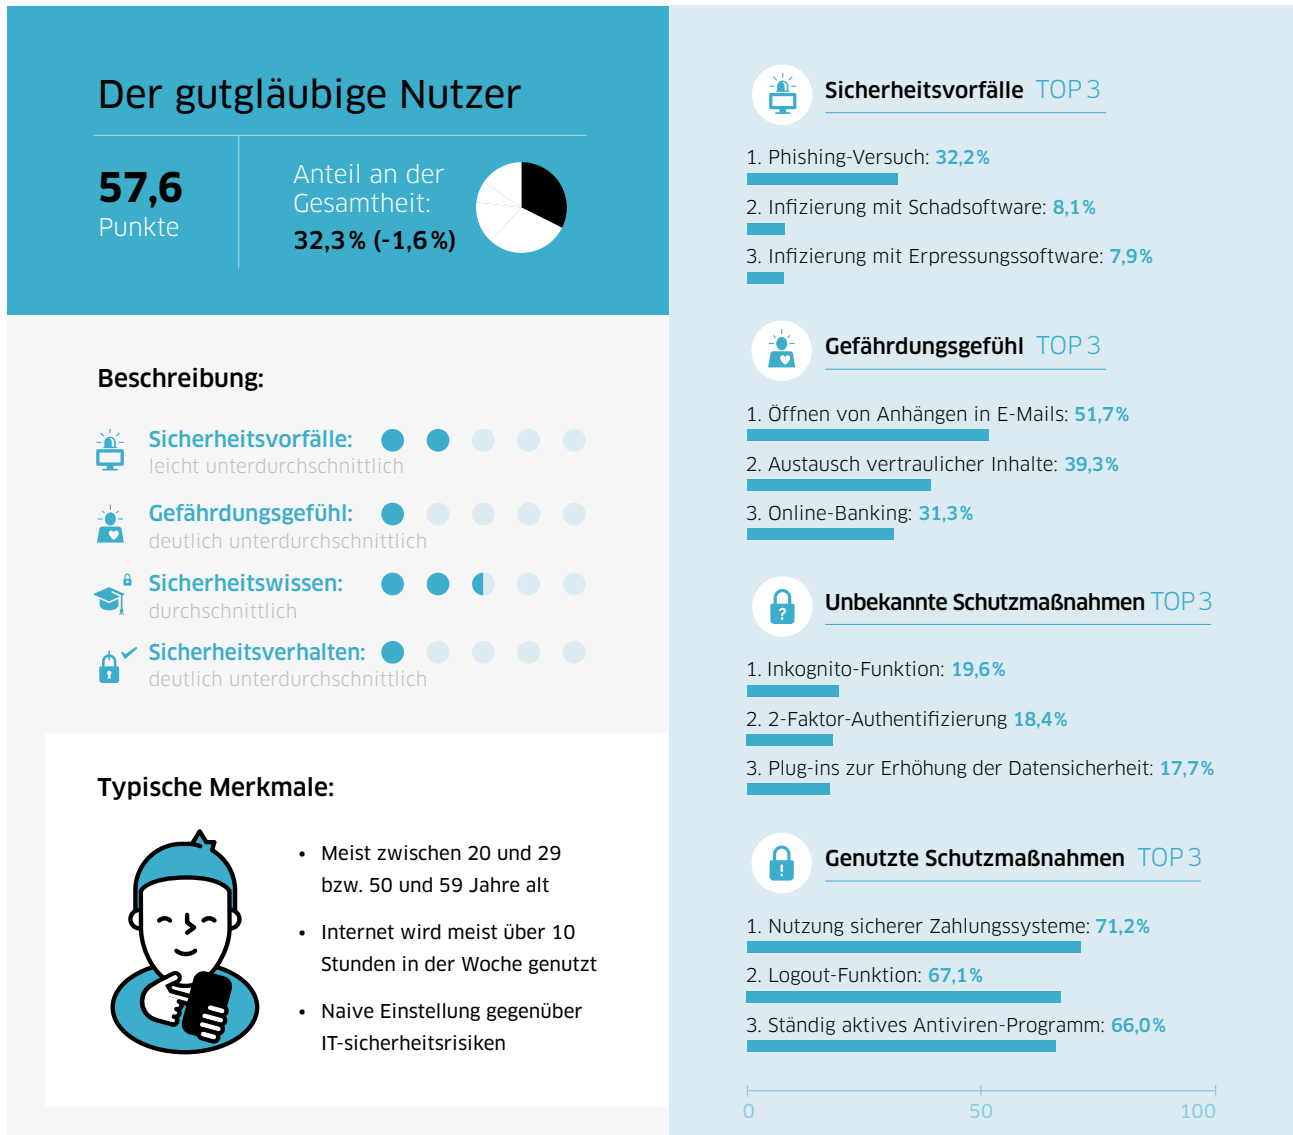 Der gutgläubige Nutzer
57,6
Punkte
Anteil an der
Gesamtheit:
32,3% (-1,6%)
Beschreibung:
Sicherheitsvorfälle:
leicht unterdurchschnittlich
Gefährdungsgefühl:
deutlich unterdurchschnittlich
Sicherheitswissen:
durchschnittlich
Sicherheitsverhalten:
deutlich unterdurchschnittlich
Typische Merkmale:
• Meist zwischen 20 und 29
bzw. 50 und 59 Jahre alt
• Internet wird meist über 10
Stunden in der Woche genutzt
• Naive Einstellung gegenüber
IT-sicherheitsrisiken
Sicherheitsvorfälle TOP 3
1. Phishing-Versuch: 32,2%
2. Infizierung mit Schadsoftware: 8,1%
3. Infizierung mit Erpressungssoftware: 7,9%
Gefährdungsgefühl TOP 3
1. Öffnen von Anhängen in E-Mails: 51,7%
2. Austausch vertraulicher Inhalte: 39,3%
3. Online-Banking: 31,3%
Unbekannte Schutzmaßnahmen TOP 3
1. Inkognito-Funktion: 19,6%
2. 2-Faktor-Authentifizierung 18,4%
3. Plug-ins zur Erhöhung der Datensicherheit: 17,7%
Genutzte Schutzmaßnahmen TOP 3
1. Nutzung sicherer Zahlungssysteme: 71,2%
2. Logout-Funktion: 67,1%
3. Ständig aktives Antiviren-Programm: 66,0%
0 50 100